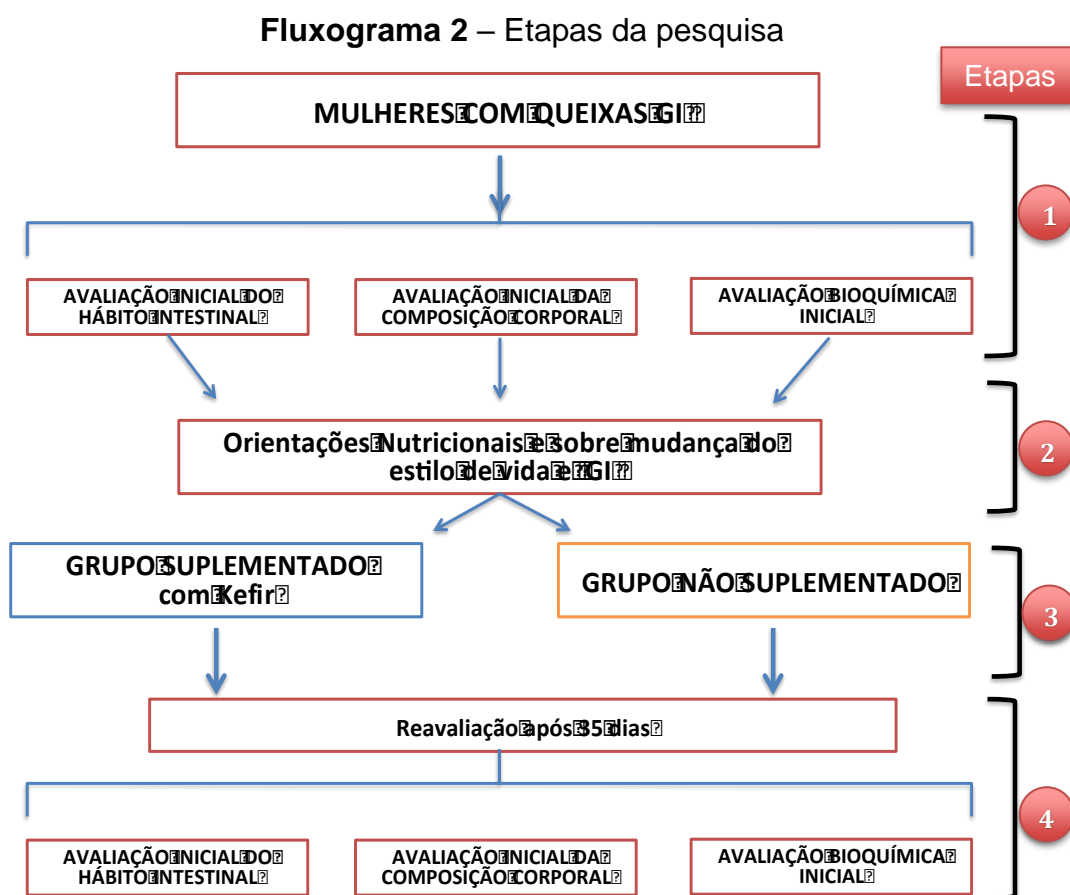 Fluxograma 2 – Etapas da pesquisa
Etapas
MULHERES COM QUEIXAS GI
1
AVALIAÇÃO INICIAL DO
HÁBITO INTESTINAL
AVALIAÇÃO INICIAL DA
COMPOSIÇÃO CORPORAL
AVALIAÇÃO BIOQUÍMICA
INICIAL
Orientações Nutricionais e sobre mudança do
estilo de vida e GI
2
GRUPO SUPLEMENTADO
com Kefir
GRUPO NÃO SUPLEMENTADO
3
Reavaliação após 35 dias
4
AVALIAÇÃO INICIAL DO
HÁBITO INTESTINAL
AVALIAÇÃO INICIAL DA
COMPOSIÇÃO CORPORAL
AVALIAÇÃO BIOQUÍMICA
INICIAL